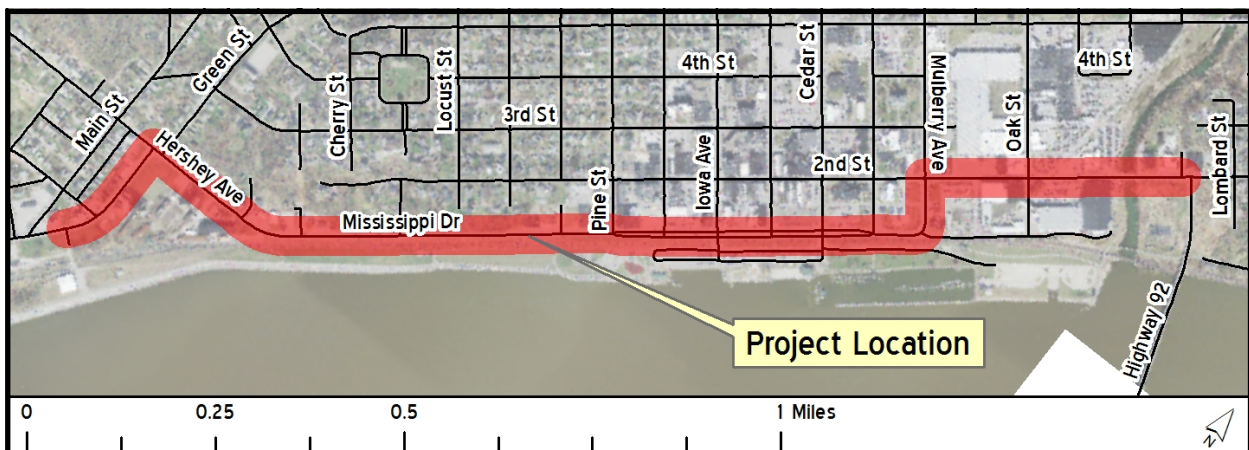 Main St
Green St
Hershey Ave
Cherry St
Locust St
3rd St
4th St
Cedar St
Mulberry Ave
Oak St
4th St
Mississippi Dr
Pine St
Iowa Ave
2nd St
Lombard St
Highway 92
Project Location
0
0.25
0.5
1 Miles
N